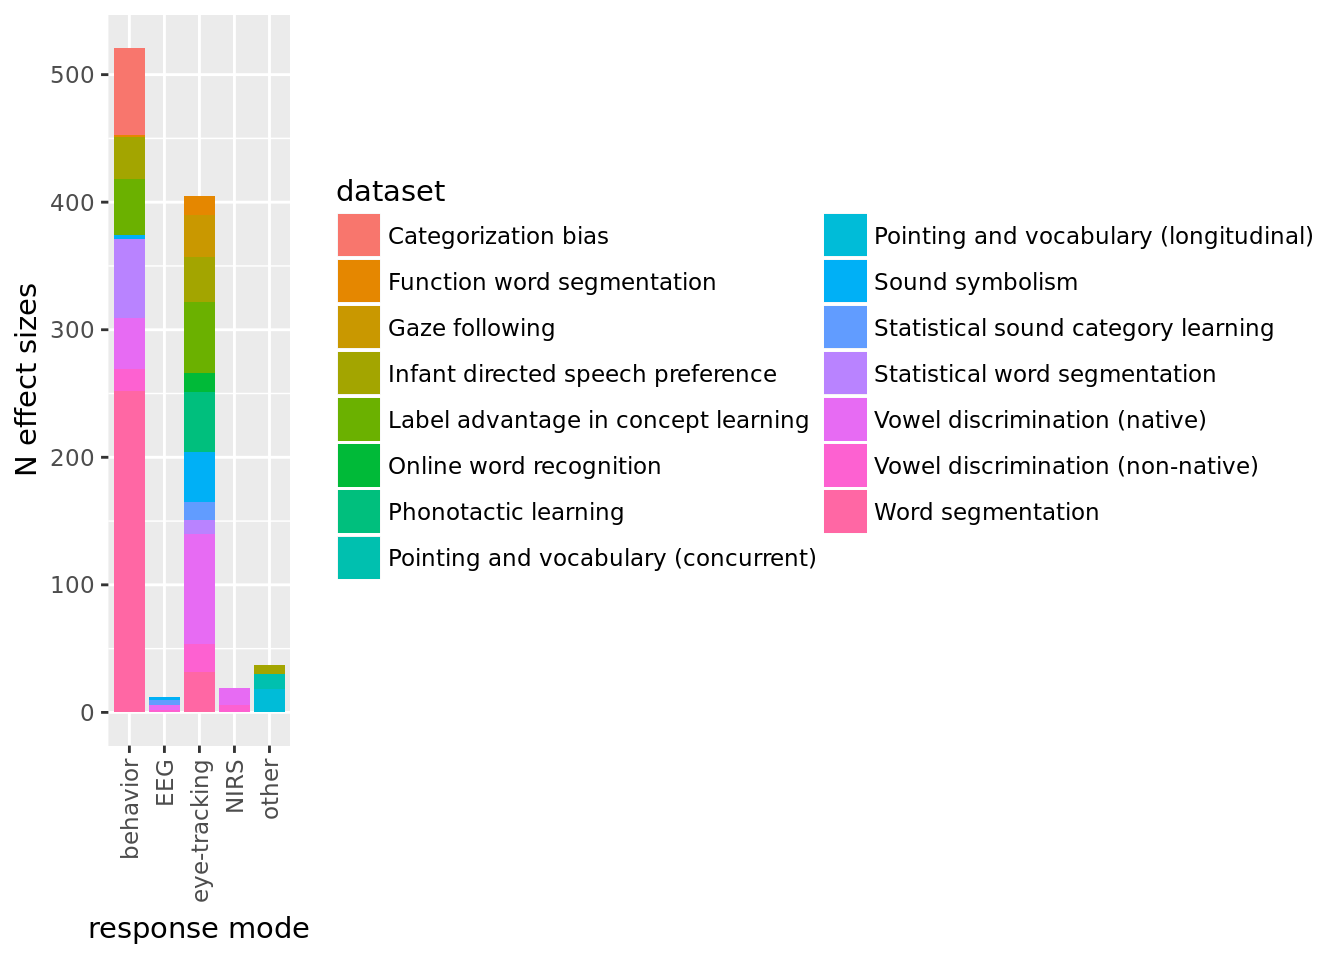 500
400
300
200
100
0
N effect sizes
behavior
EEG
eye-tracking
NIRS
other
response mode
dataset
Categorization bias
Function word segmentation
Gaze following
Infant directed speech preference
Label advantage in concept learning
Online word recognition
Phonotactic learning
Pointing and vocabulary (concurrent)
Pointing and vocabulary (longitudinal)
Sound symbolism
Statistical sound category learning
Statistical word segmentation
Vowel discrimination (native)
Vowel discrimination (non-native)
Word segmentation